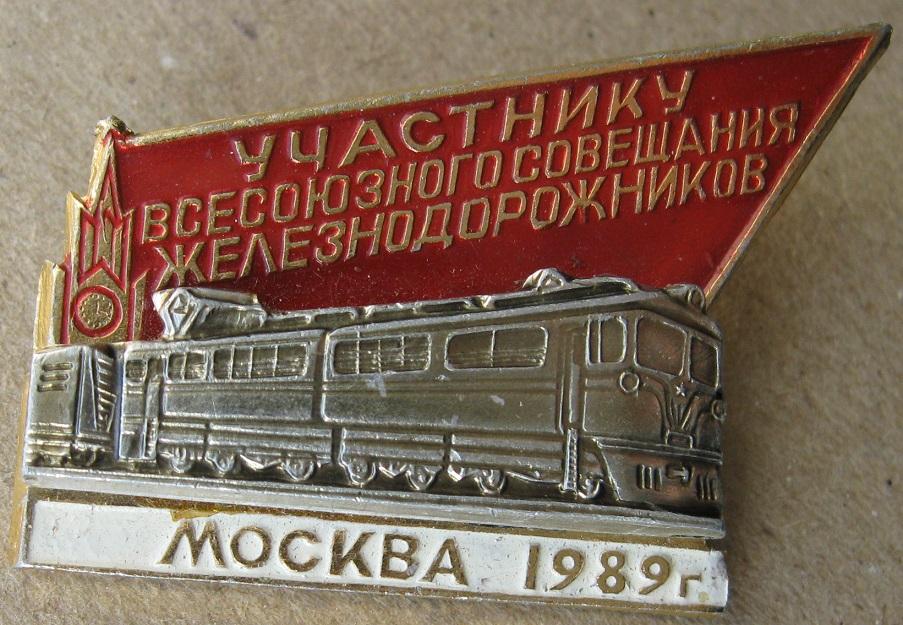 УЧАСТНИКУ
ВСЕСОЮЗНОГО СОВЕЩАНИЯ
ЖЕЛЕЗНОДОРОЖНИКОВ
МОСКВА 1989г.